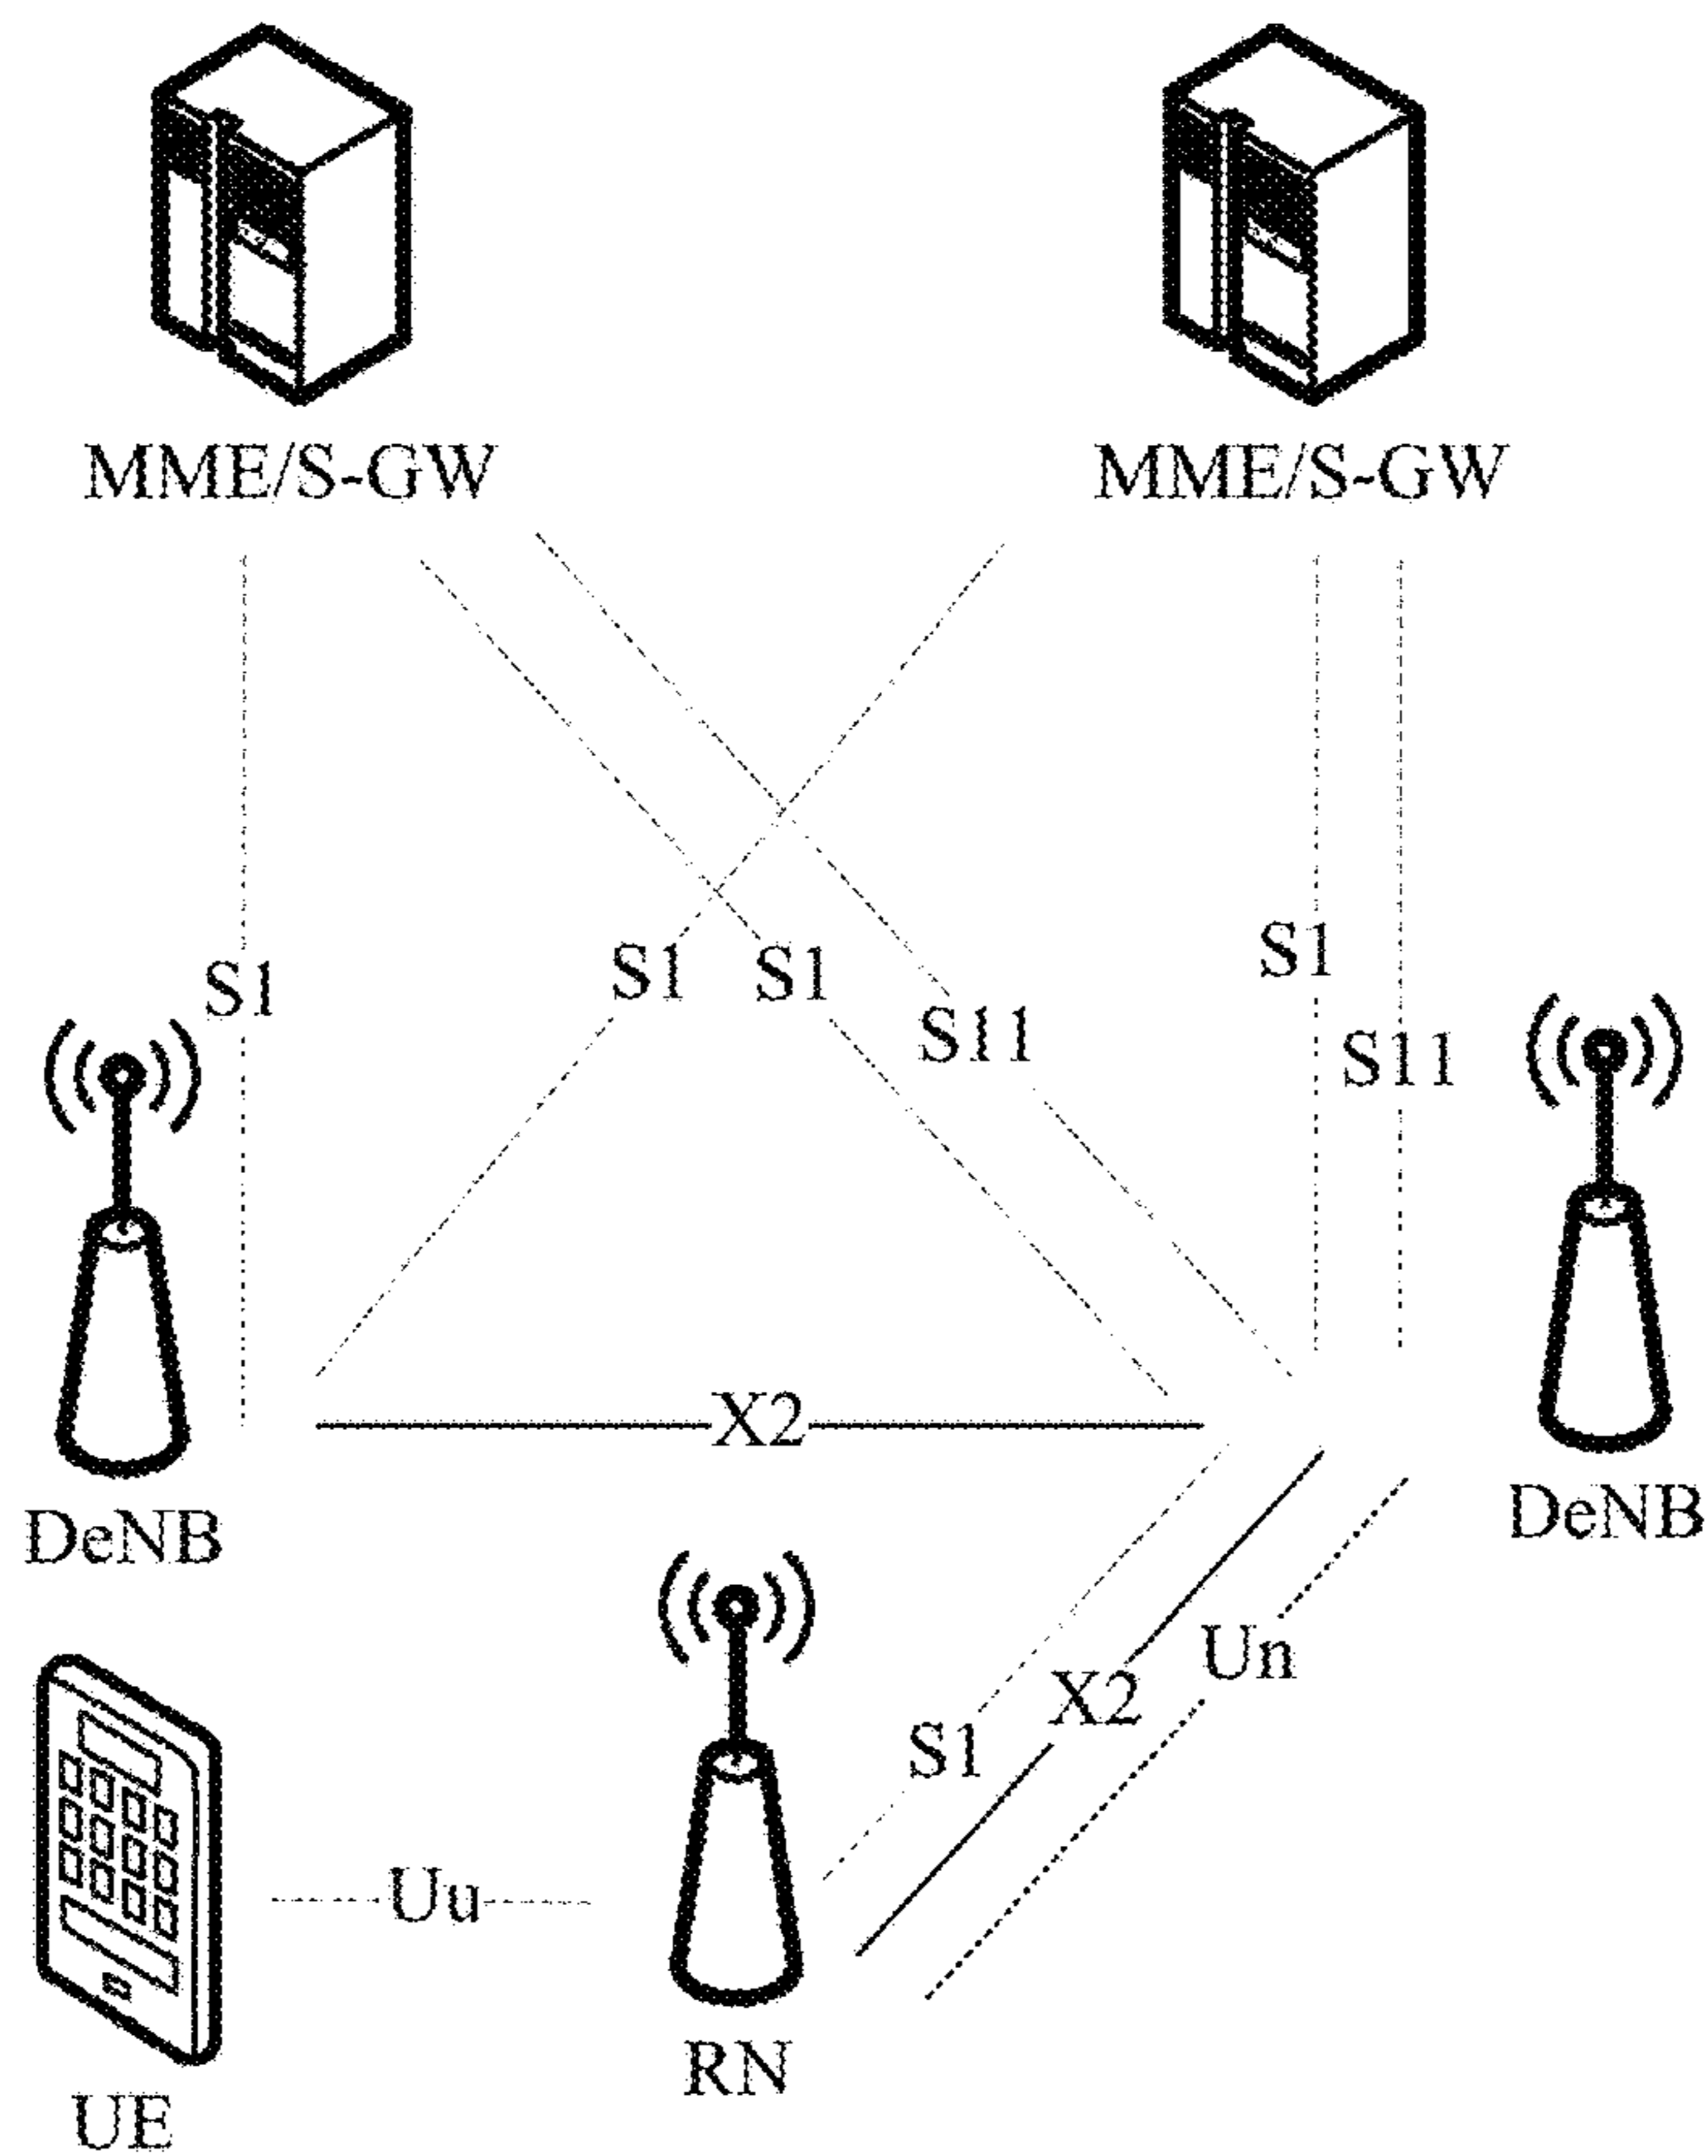 MME/S-GW
MME/S-GW
S1
S1
S1
S11
S1
S11
X2
DeNB
DeNB
Un
X2
S1
Uu
RN
UE